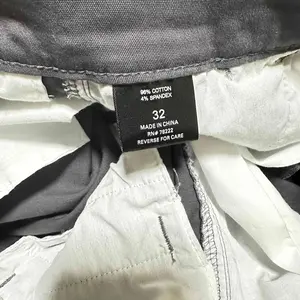 96% COTTON
4% SPANDEX
32
MADE IN CHINA
RN# 78222
REVERSE FOR CARE